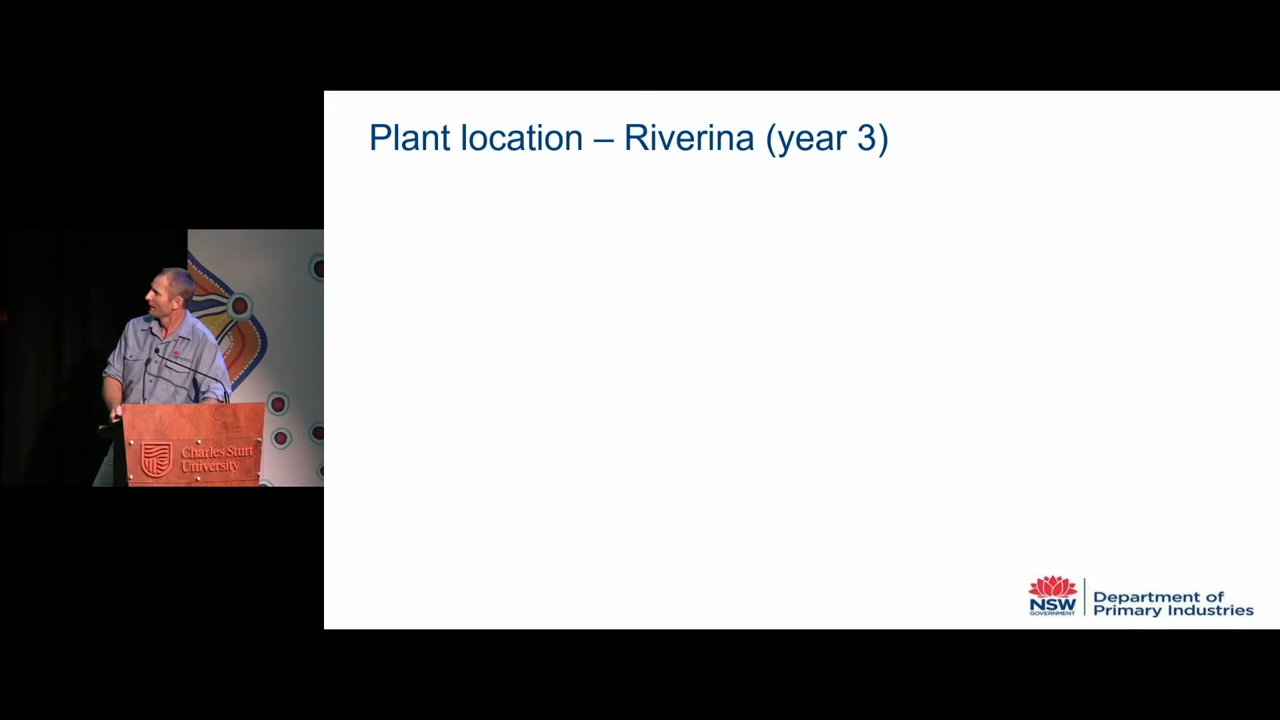 Plant location – Riverina (year 3)
Charles Sturt
University
NSW
GOVERNMENT
Department of
Primary Industries